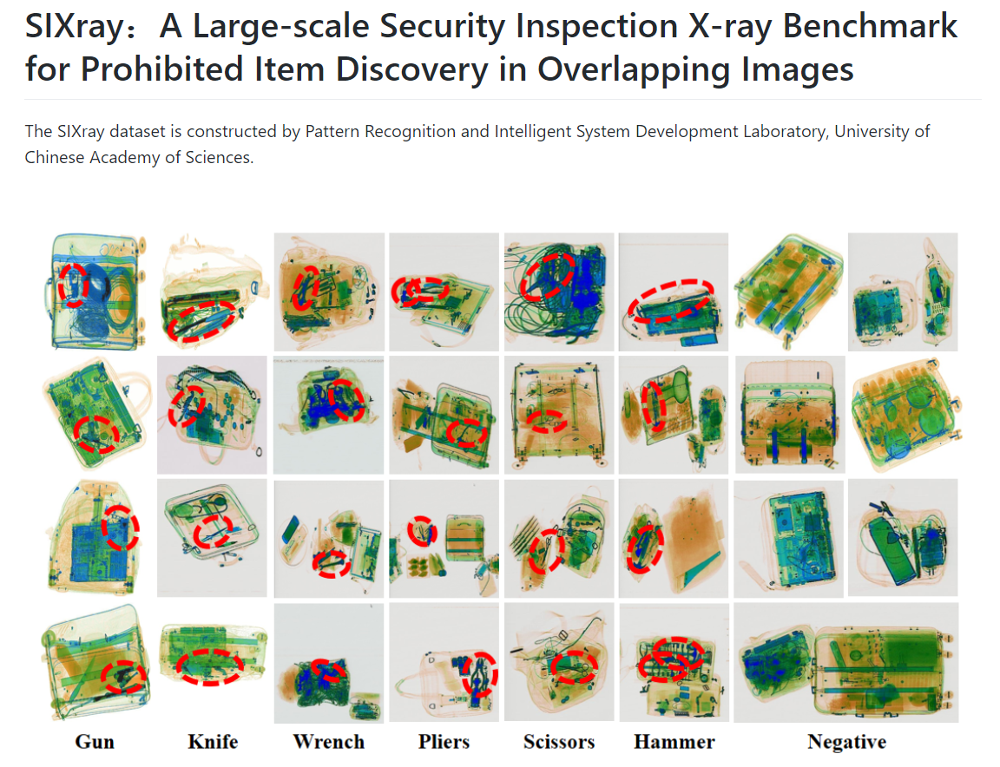 SIXray：A Large-scale Security Inspection X-ray Benchmark
for Prohibited Item Discovery in Overlapping Images
The SIXray dataset is constructed by Pattern Recognition and Intelligent System Development Laboratory, University of
Chinese Academy of Sciences.
Gun Knife Wrench Pliers Scissors Hammer Negative